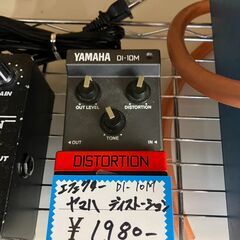 YAMAHA DI-10M
OUT LEVEL DISTORTION
TONE
OUT IN
DISTORTION
エフェクター DI-10M
ヤマハ ディストーション
¥1980-